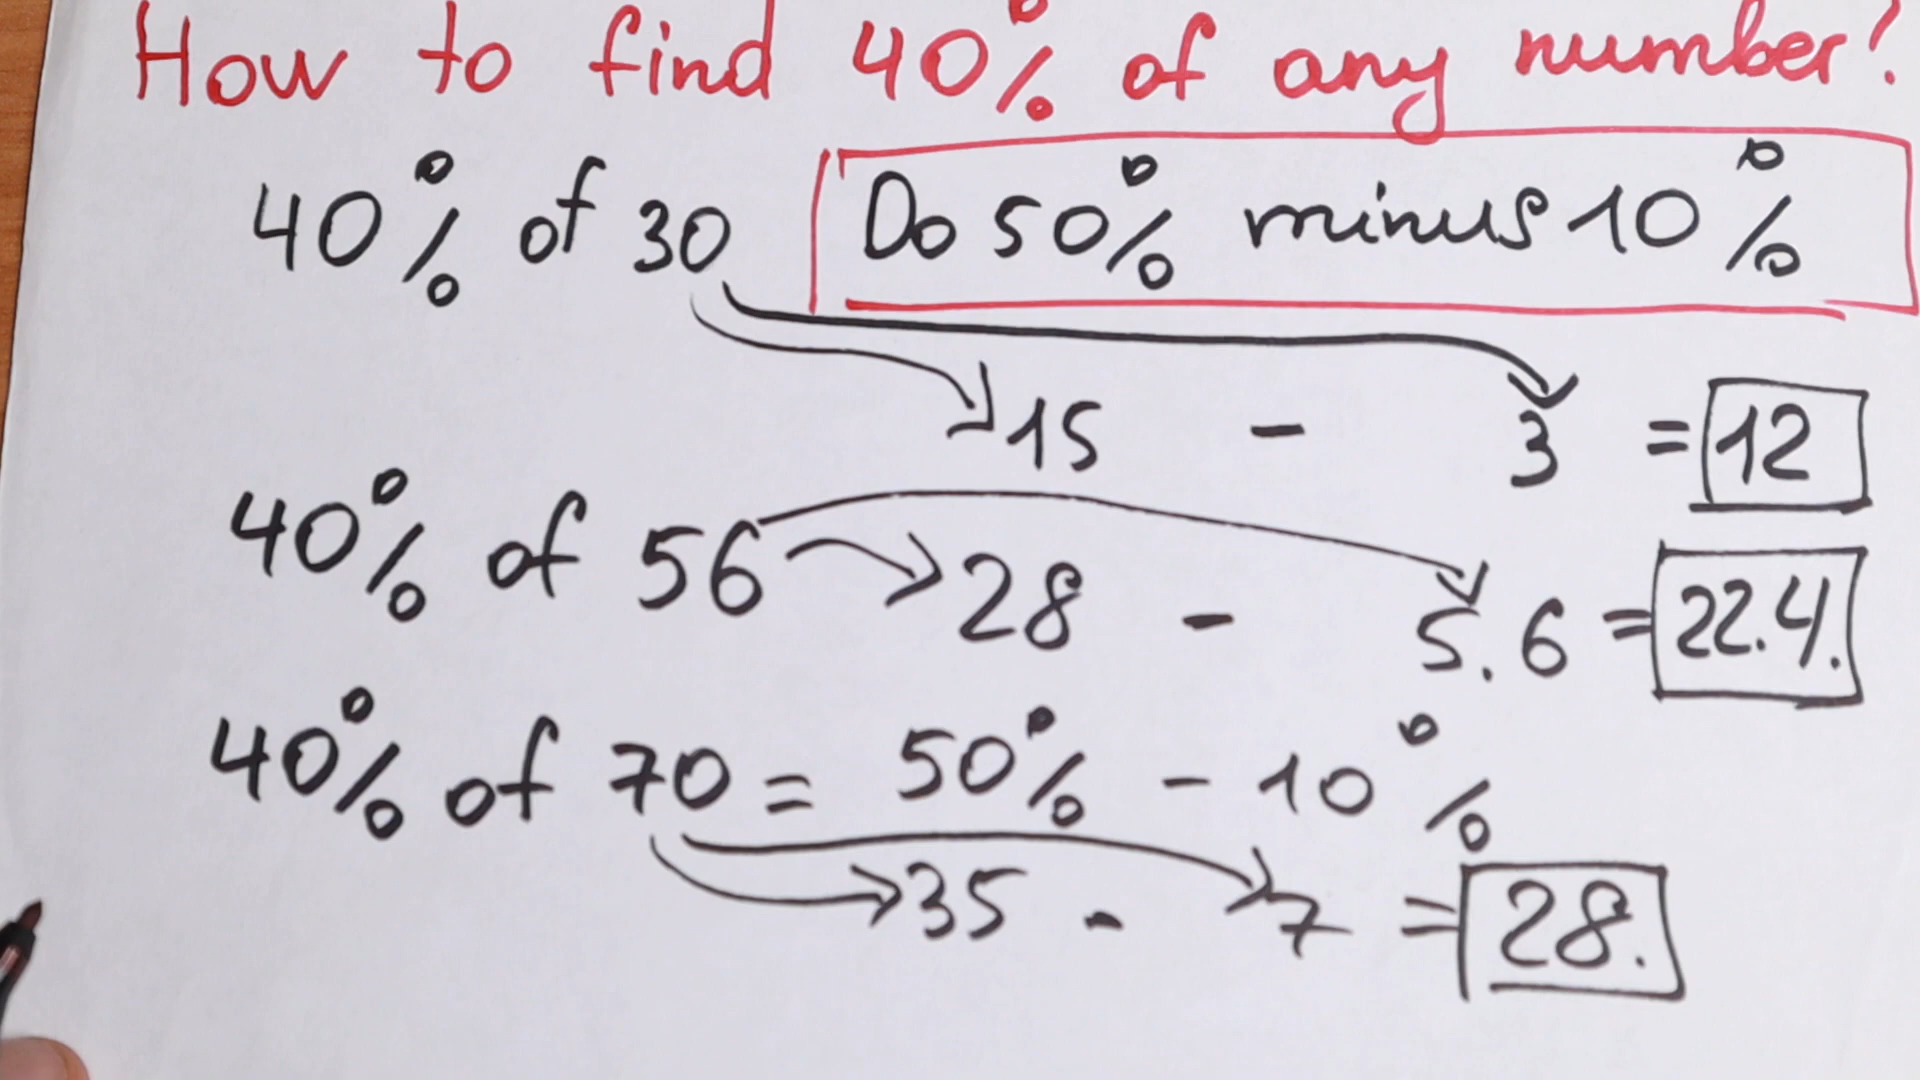 How to find 40% of any number?
40% of 30 Do 50% minus 10%
15 - 3 = 12
40% of 56 28 - 5.6 = 22.4.
40% of 70 = 50% - 10%
35 - 7 = 28.